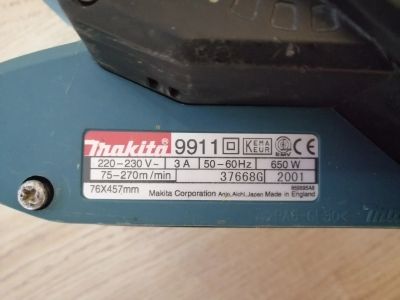 makita 9911 KEMA KEUR EMV CE
220-230 V~ 3 A 50-60Hz 650 W
75-270m/min 37668G 2001
76X457mm Makita Corporation Anjo, Aichi, Japan Made in England